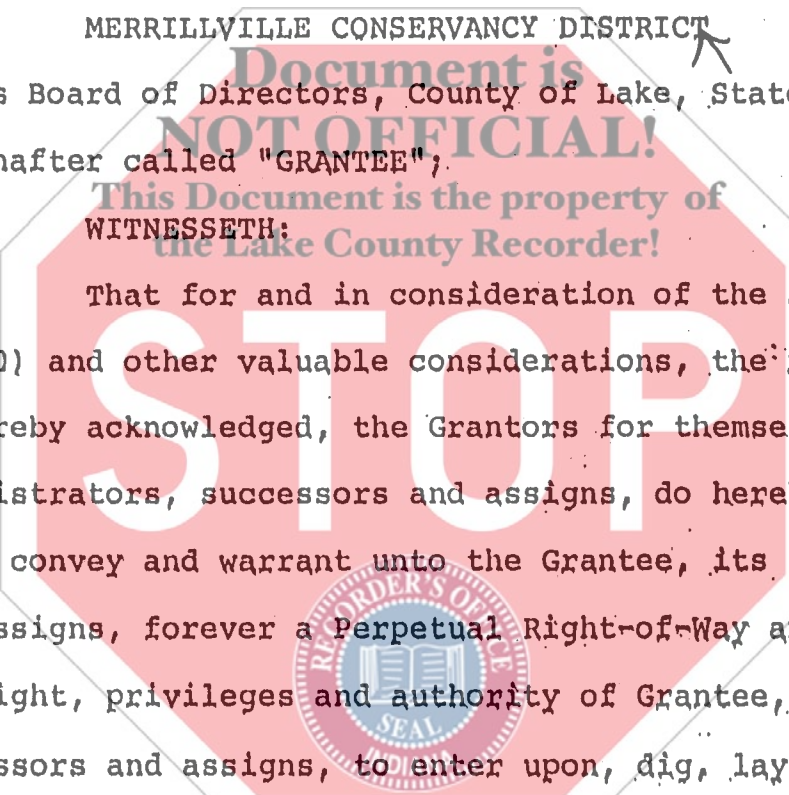 MERRILLVILLE CONSERVANCY DISTRICT
Document is
s Board of Directors, County of Lake, State
NOT OFFICIAL!
nafter called "GRANTEE";
This Document is the property of
WITNESSETH:
the Lake County Recorder!
That for and in consideration of the
STOP
) and other valuable considerations, the
reby acknowledged, the Grantors for themse
istrators, successors and assigns, do here
convey and warrant unto the Grantee, its
RECORDER'S OFFICE
ssigns, forever a Perpetual Right-of-Way a
ight, privileges and authority of Grantee,
SEAL
INDIANA
ssors and assigns, to enter upon, dig, lay